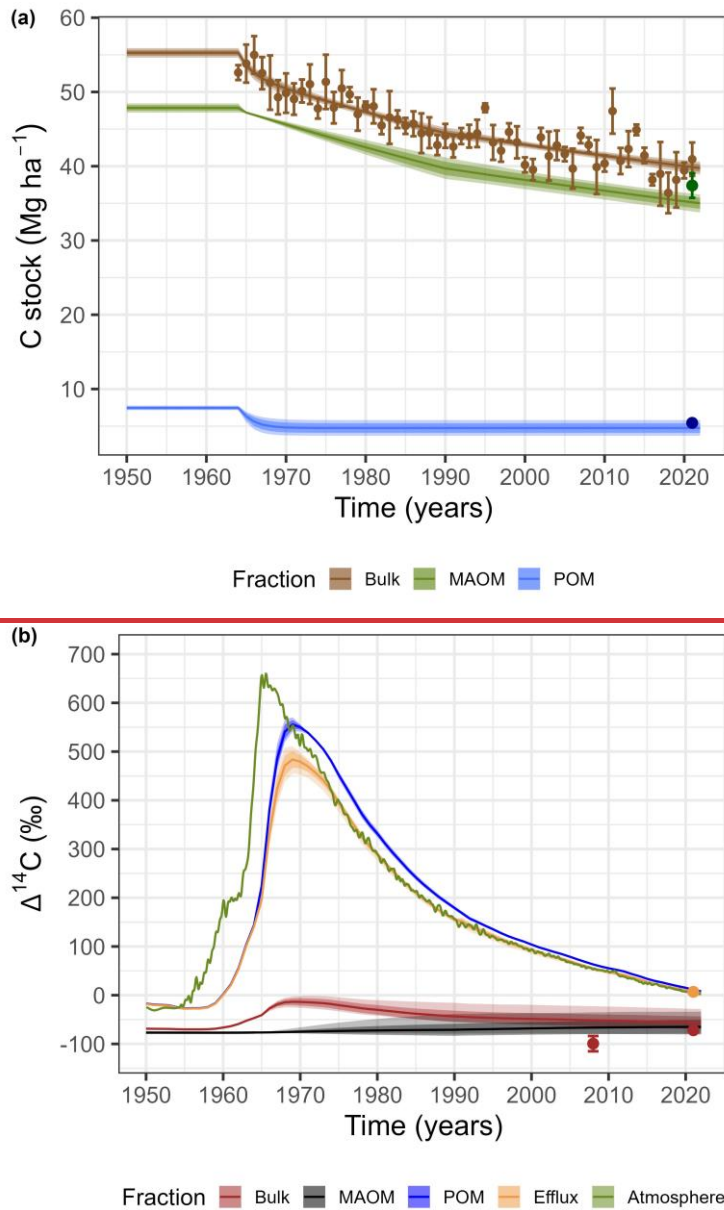 (a)
60
50
40
30
20
10
C stock (Mg ha⁻¹)
1950 1960 1970 1980 1990 2000 2010 2020
Time (years)
Fraction Bulk MAOM POM
(b)
700
600
500
400
300
200
100
0
-100
Δ¹⁴C (‰)
1950 1960 1970 1980 1990 2000 2010 2020
Time (years)
Fraction Bulk MAOM POM Efflux Atmosphere